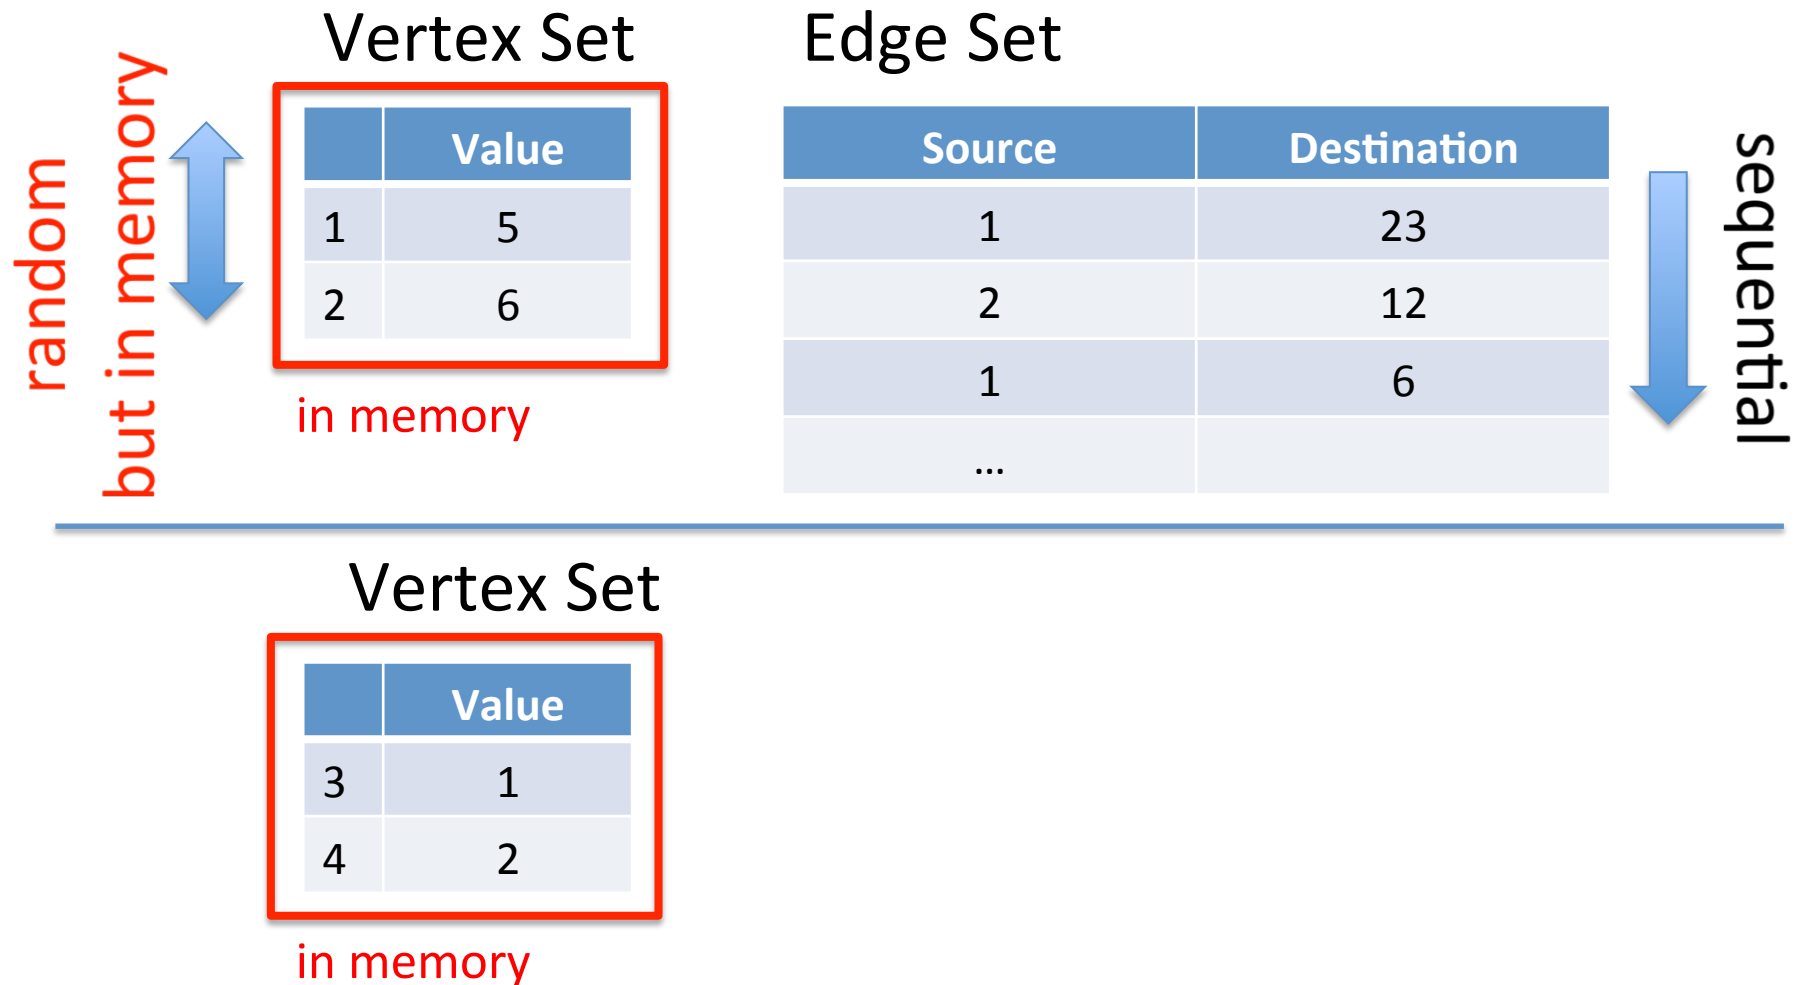 Vertex Set
Edge Set
random
but in memory
Value
1 5
2 6
in memory
Source Destination
1 23
2 12
1 6
...
sequential
Vertex Set
Value
3 1
4 2
in memory